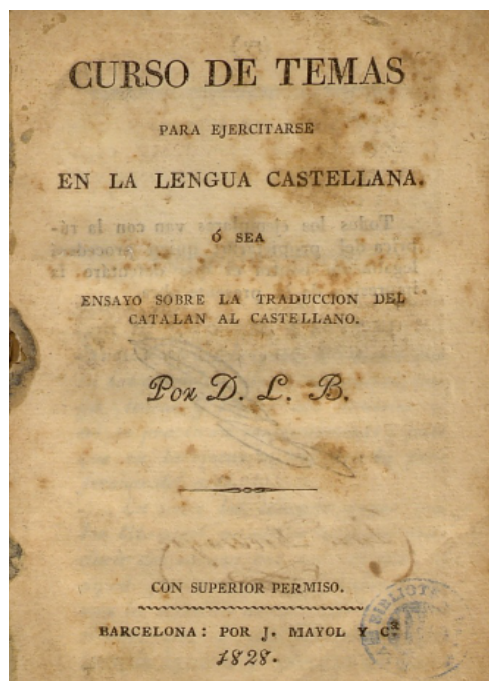 CURSO DE TEMAS
PARA EJERCITARSE
EN LA LENGUA CASTELLANA.
Ó SEA
ENSAYO SOBRE LA TRADUCCION DEL
CATALAN AL CASTELLANO.
Por D. L. B.
CON SUPERIOR PERMISO.
BARCELONA: POR J. MAYOL Y C.ª
1828.